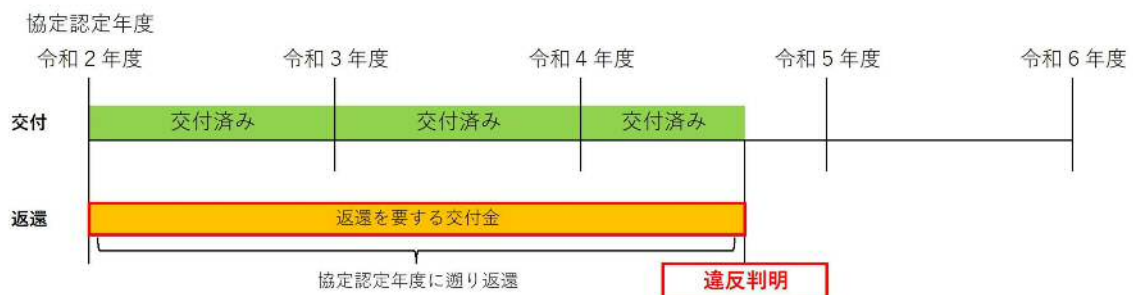 協定認定年度
令和2年度 令和3年度 令和4年度 令和5年度 令和6年度
交付 交付済み 交付済み 交付済み
返還 返還を要する交付金
協定認定年度に遡り返還 違反判明